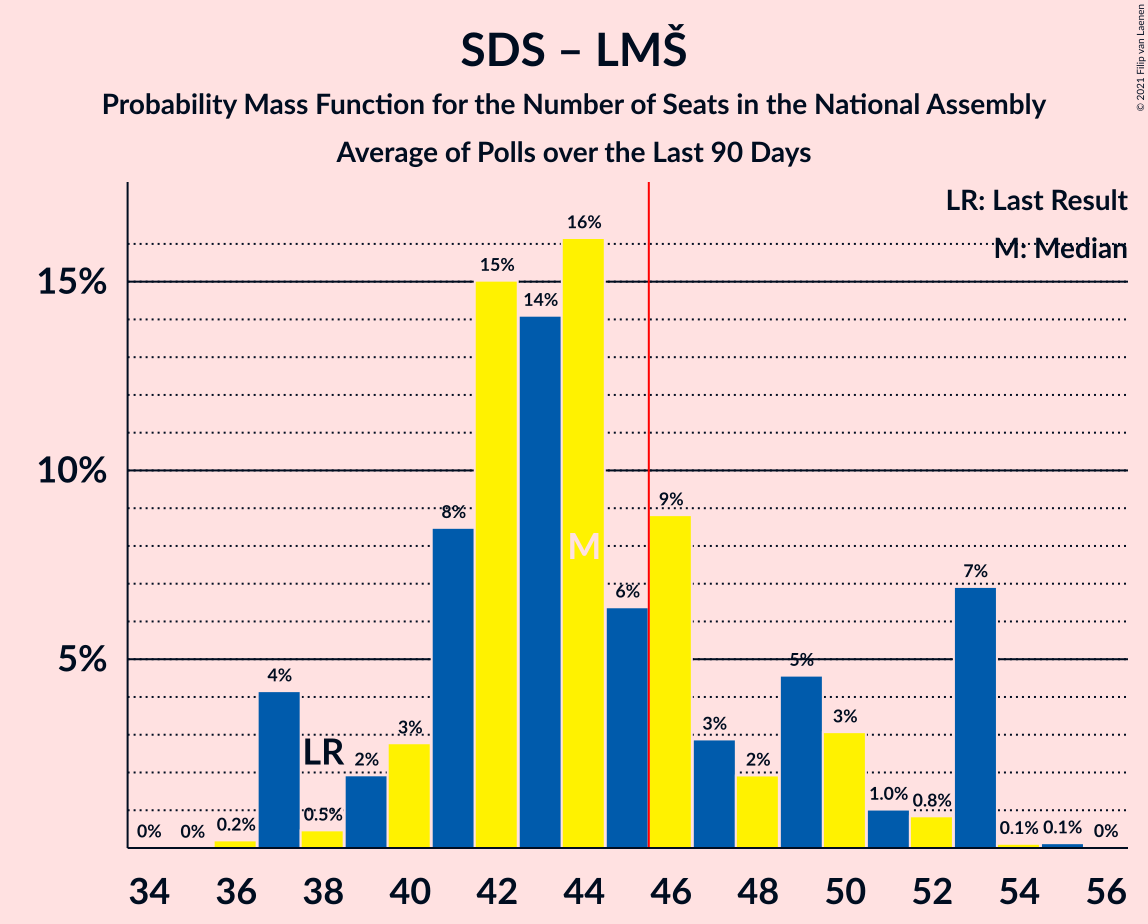 SDS – LMŠ
Probability Mass Function for the Number of Seats in the National Assembly
Average of Polls over the Last 90 Days
© 2021 Filip van Laenen
LR: Last Result
M: Median
15%
10%
5%
0%
0%
0.2%
4%
0.5%
LR
2%
3%
8%
15%
14%
16%
M
6%
9%
3%
2%
5%
3%
1.0%
0.8%
7%
0.1%
0.1%
0%
34 36 38 40 42 44 46 48 50 52 54 56